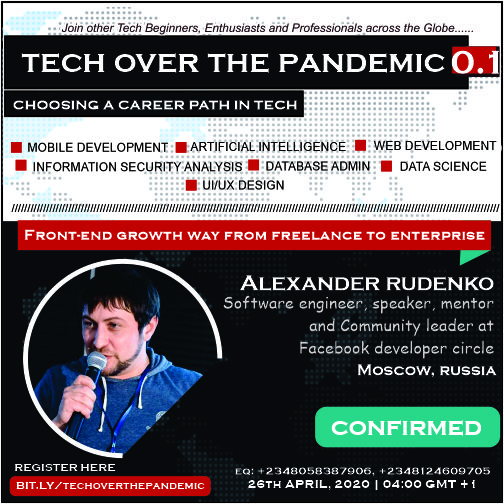 Join other Tech Beginners, Enthusiasts and Professionals across the Globe......
TECH OVER THE PANDEMIC 0.1
CHOOSING A CAREER PATH IN TECH
MOBILE DEVELOPMENT ARTIFICIAL INTELLIGENCE WEB DEVELOPMENT
INFORMATION SECURITY ANALYSIS DATABASE ADMIN DATA SCIENCE
UI/UX DESIGN
FRONT-END GROWTH WAY FROM FREELANCE TO ENTERPRISE
ALEXANDER RUDENKO
Software engineer, speaker, mentor
and Community leader at
Facebook developer circle
MOSCOW, RUSSIA
CONFIRMED
REGISTER HERE
BIT.LY/TECHOVERTHEPANDEMIC
EQ: +2348058387906, +2348124609705
26TH APRIL, 2020 | 04:00 GMT +1